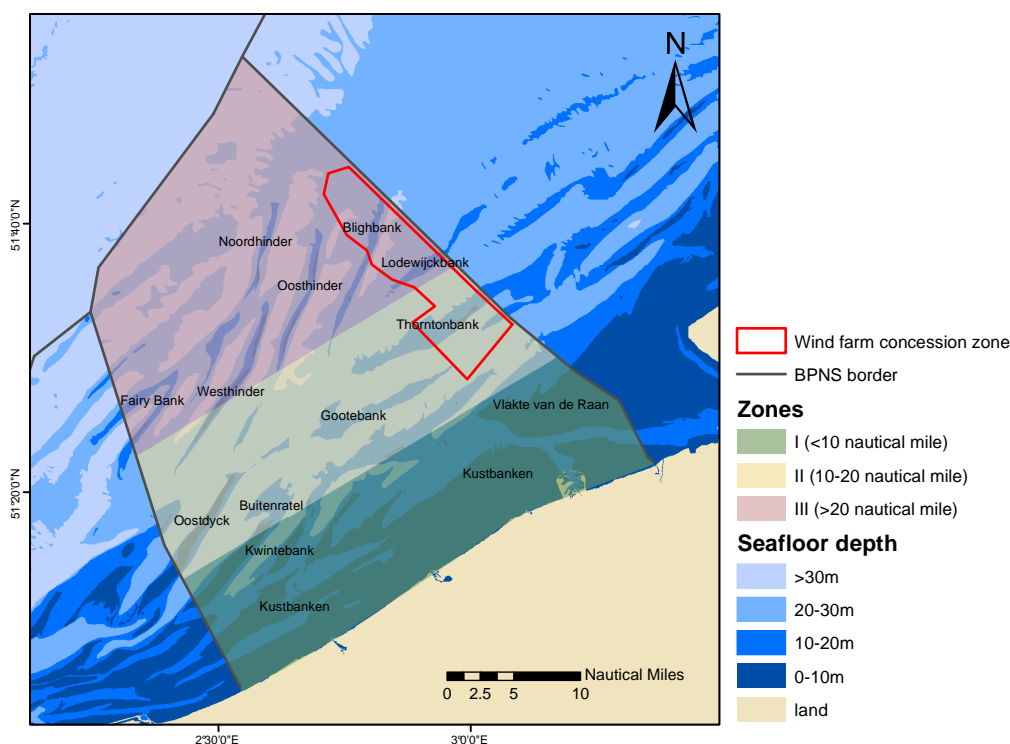 N
51°40'0"N
51°20'0"N
Blighbank
Noordhinder
Lodewijckbank
Oosthinder
Thorntonbank
Westhinder
Fairy Bank
Vlakte van de Raan
Gootebank
Kustbanken
Buitenratel
Oostdyck
Kwintebank
Kustbanken
Nautical Miles
0 2.5 5 10
2°30'0"E 3°0'0"E
Wind farm concession zone
BPNS border
Zones
I (<10 nautical mile)
II (10-20 nautical mile)
III (>20 nautical mile)
Seafloor depth
>30m
20-30m
10-20m
0-10m
land